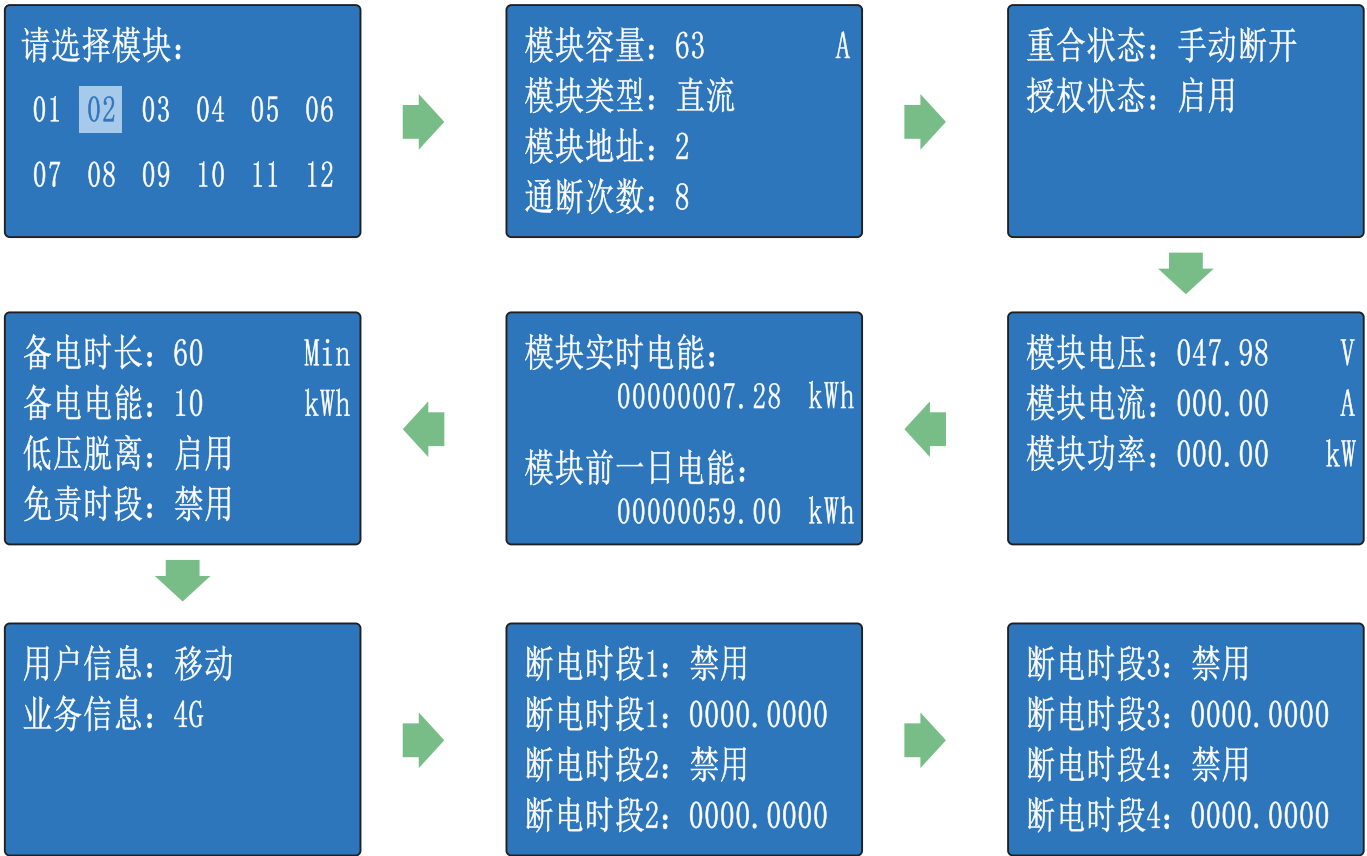 请选择模块：
01 02 03 04 05 06
07 08 09 10 11 12
模块容量：63 A
模块类型：直流
模块地址：2
通断次数：8
重合状态：手动断开
授权状态：启用
模块电压：047.98 V
模块电流：000.00 A
模块功率：000.00 kW
模块实时电能：
00000007.28 kWh
模块前一日电能：
00000059.00 kWh
备电时长：60 Min
备电电能：10 kWh
低压脱离：启用
免责时段：禁用
用户信息：移动
业务信息：4G
断电时段1：禁用
断电时段1：0000.0000
断电时段2：禁用
断电时段2：0000.0000
断电时段3：禁用
断电时段3：0000.0000
断电时段4：禁用
断电时段4：0000.0000